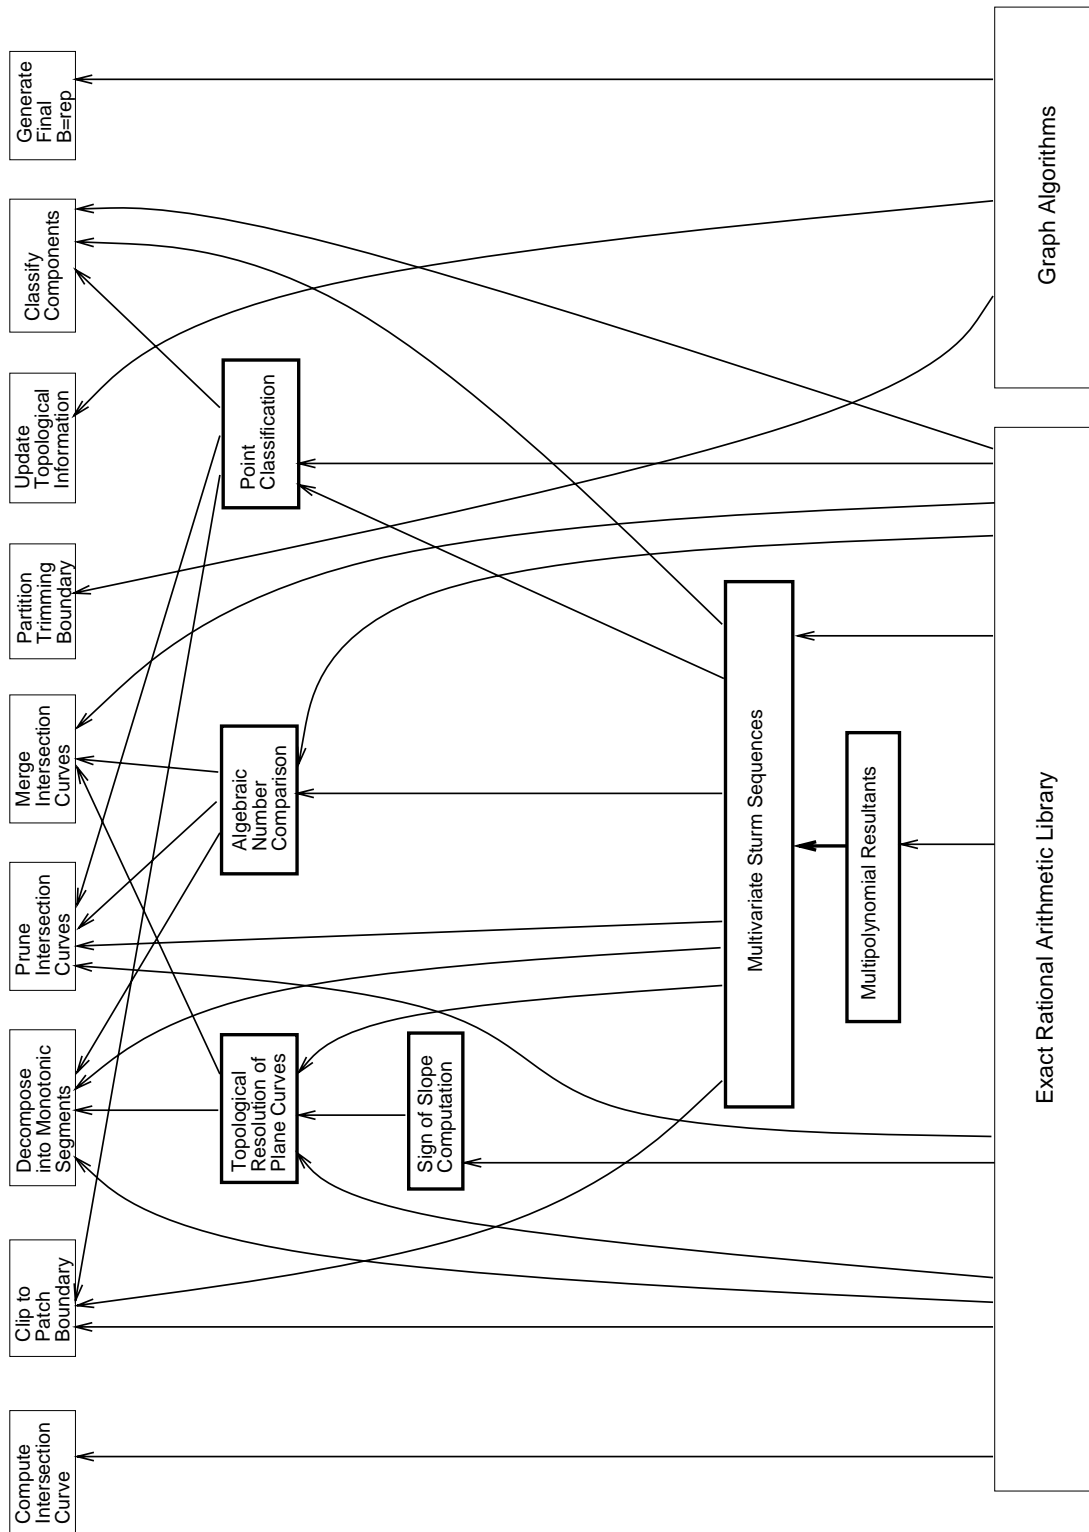 Compute
Intersection
Curve
Clip to
Patch
Boundary
Decompose
into Monotonic
Segments
Prune
Intersection
Curves
Merge
Intersection
Curves
Partition
Trimming
Boundary
Update
Topological
Information
Classify
Components
Generate
Final
B=rep
Topological
Resolution of
Plane Curves
Algebraic
Number
Comparison
Point
Classification
Sign of Slope
Computation
Multivariate Sturm Sequences
Multipolynomial Resultants
Exact Rational Arithmetic Library
Graph Algorithms